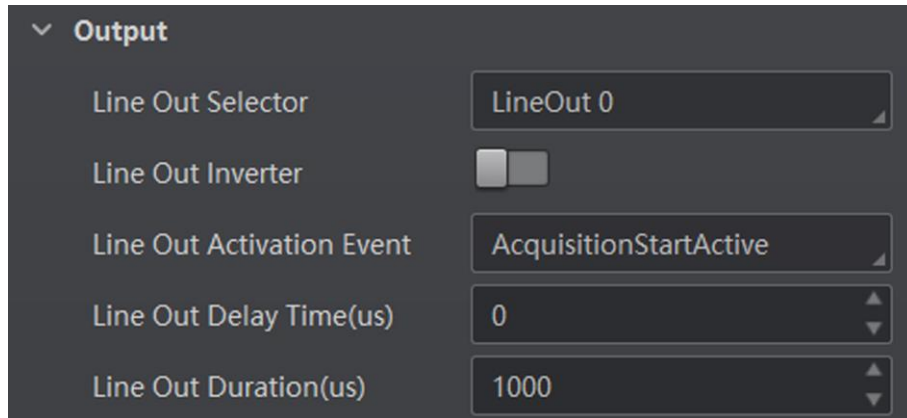 Output
Line Out Selector LineOut 0
Line Out Inverter
Line Out Activation Event AcquisitionStartActive
Line Out Delay Time(us) 0
Line Out Duration(us) 1000